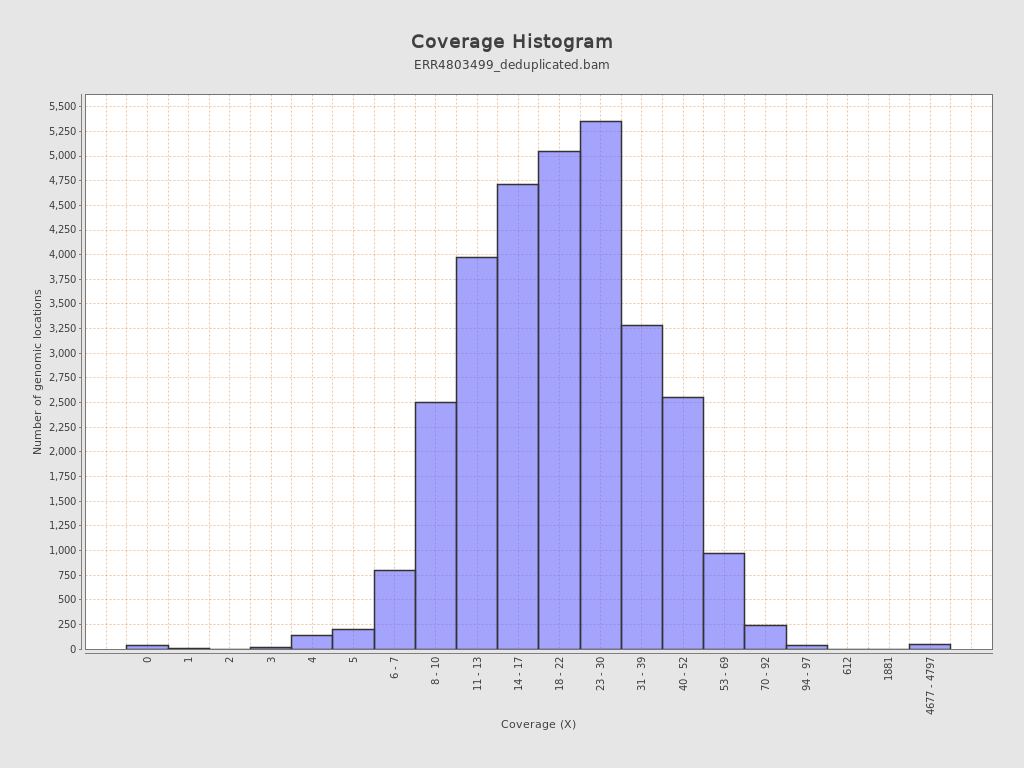 Coverage Histogram
ERR4803499_deduplicated.bam
Number of genomic locations
5,500
5,250
5,000
4,750
4,500
4,250
4,000
3,750
3,500
3,250
3,000
2,750
2,500
2,250
2,000
1,750
1,500
1,250
1,000
750
500
250
0
0
1
2
3
4
5
6 - 7
8 - 10
11 - 13
14 - 17
18 - 22
23 - 30
31 - 39
40 - 52
53 - 69
70 - 92
94 - 97
612
1881
4677 - 4797
Coverage (X)